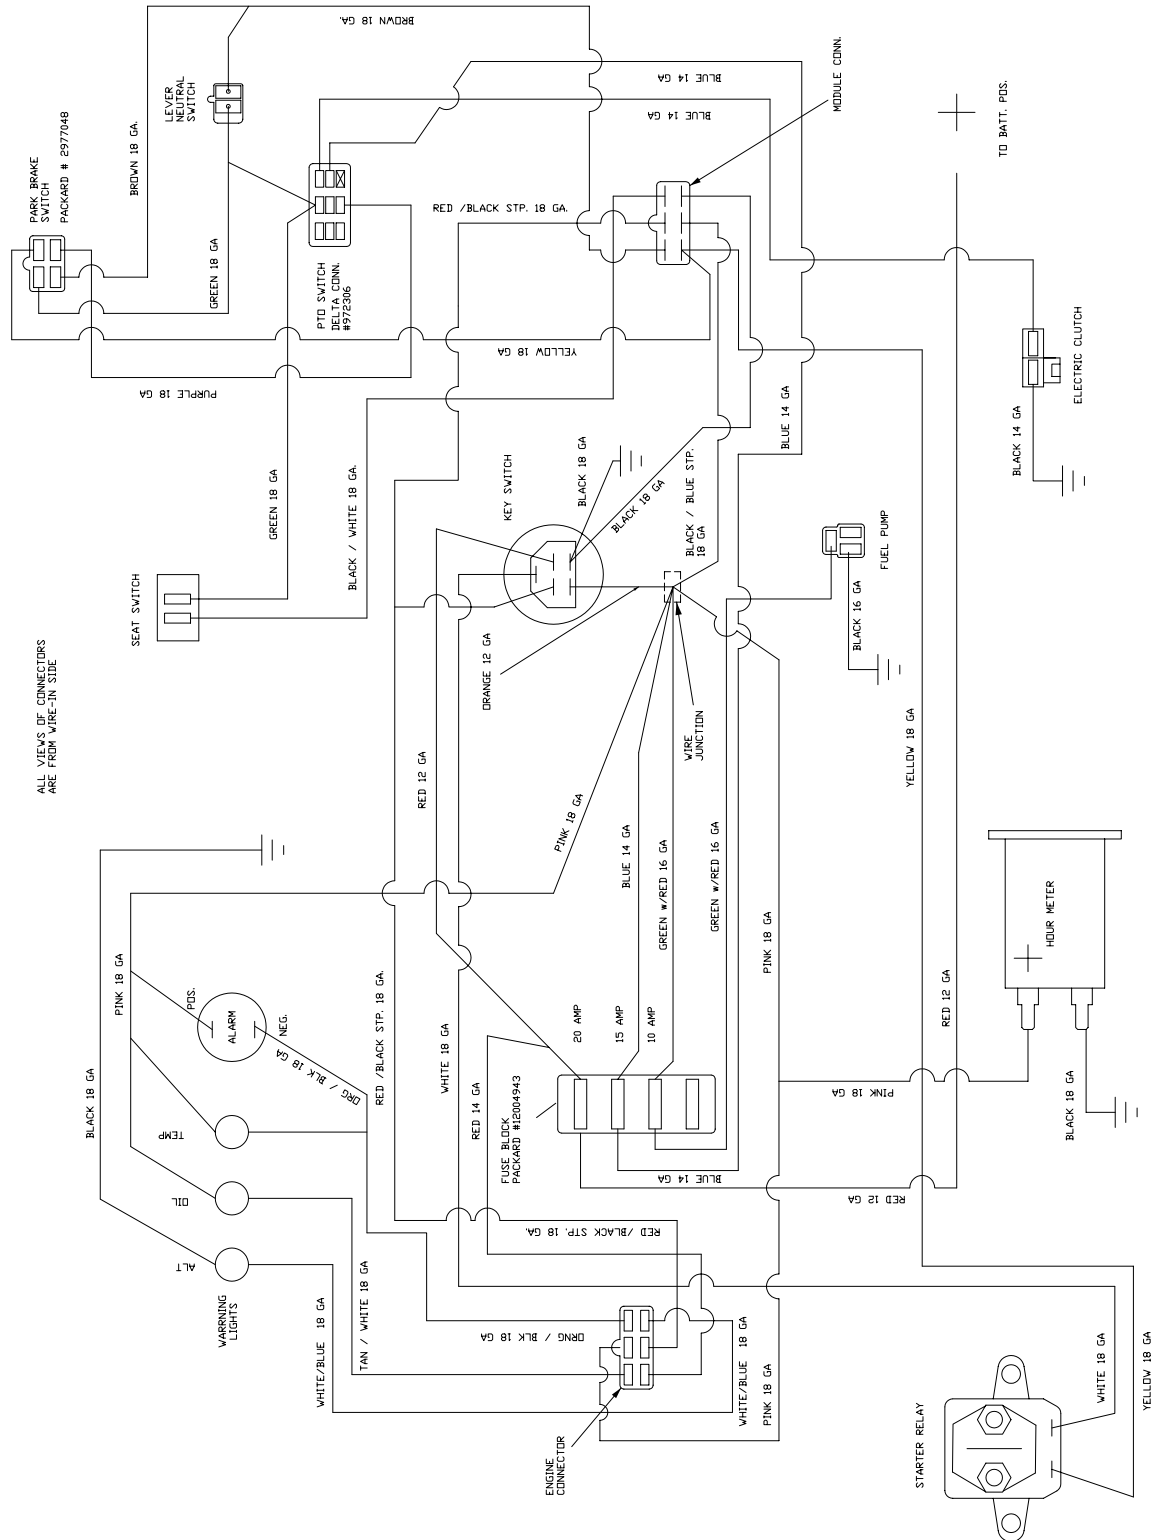 ALL VIEWS OF CONNECTORS
ARE FROM WIRE-IN SIDE
SEAT SWITCH
PARK BRAKE
SWITCH
PACKARD # 2977048
LEVER
NEUTRAL
SWITCH
BROWN 18 GA.
BROWN 18 GA.
GREEN 18 GA
PTO SWITCH
DELTA CONN.
#972306
RED /BLACK STP. 18 GA.
BLUE 14 GA
BLUE 14 GA
MODULE CONN.
TO BATT. POS.
PURPLE 18 GA
YELLOW 18 GA
GREEN 18 GA
BLACK / WHITE 18 GA.
KEY SWITCH
BLACK 18 GA
BLACK 18 GA
BLACK / BLUE STP.
18 GA
BLUE 14 GA
ELECTRIC CLUTCH
BLACK 14 GA
FUEL PUMP
BLACK 16 GA
ORANGE 12 GA
WIRE
JUNCTION
RED 12 GA
PINK 18 GA
BLUE 14 GA
GREEN w/RED 16 GA
GREEN w/RED 16 GA
PINK 18 GA
YELLOW 18 GA
RED 12 GA
HOUR METER
BLACK 18 GA
PINK 18 GA
PINK 18 GA
POS.
ALARM
NEG.
ORG / BLK 18 GA
BLACK 18 GA
TEMP
OIL
ALT
WARRNING
LIGHTS
RED /BLACK STP. 18 GA.
WHITE 18 GA
RED 14 GA
20 AMP
15 AMP
10 AMP
FUSE BLOCK
PACKARD #12004943
BLUE 14 GA
RED 12 GA
RED /BLACK STP. 18 GA.
WHITE/BLUE 18 GA
TAN / WHITE 18 GA
ORNG / BLK 18 GA
WHITE/BLUE 18 GA
PINK 18 GA
ENGINE
CONNECTOR
STARTER RELAY
WHITE 18 GA
YELLOW 18 GA